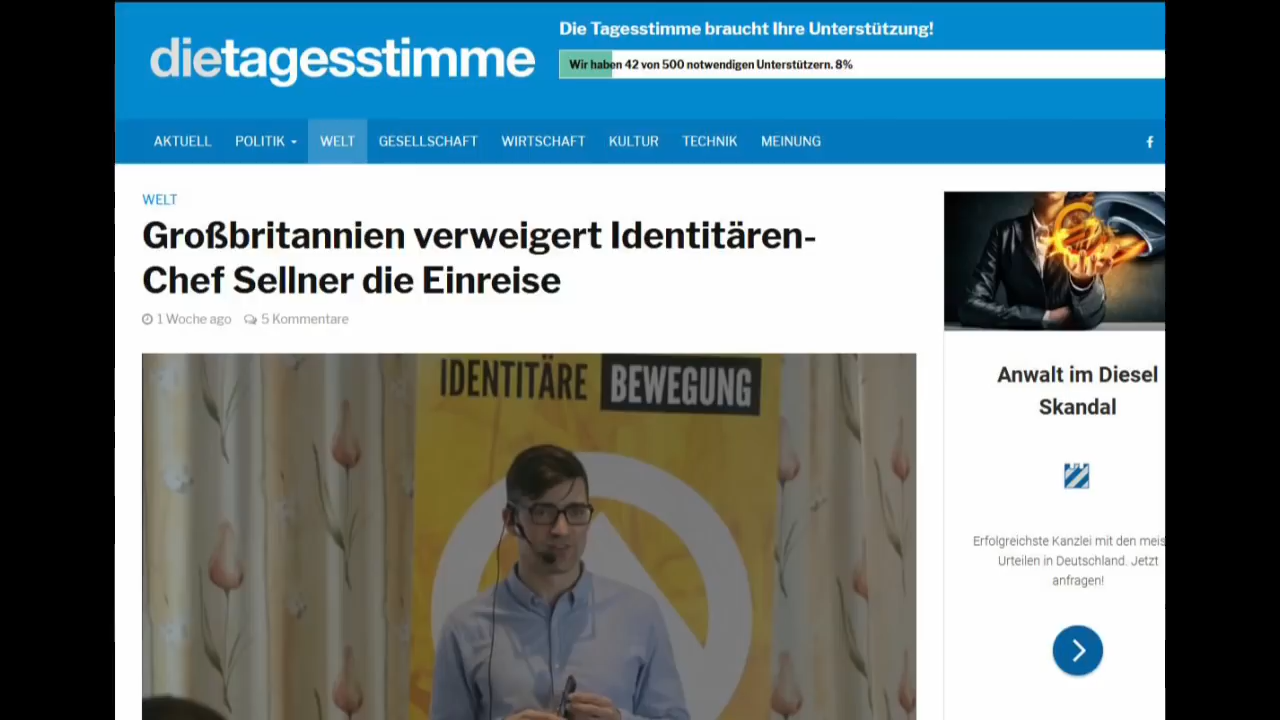 dietagesstimme
Die Tagesstimme braucht Ihre Unterstützung!
Wir haben 42 von 500 notwendigen Unterstützern. 8%
AKTUELL POLITIK WELT GESELLSCHAFT WIRTSCHAFT KULTUR TECHNIK MEINUNG
WELT
Großbritannien verweigert Identitären-
Chef Sellner die Einreise
1 Woche ago 5 Kommentare
IDENTITÄRE BEWEGUNG
Anwalt im Diesel
Skandal
Erfolgreichste Kanzlei mit den meis
Urteilen in Deutschland. Jetzt
anfragen!